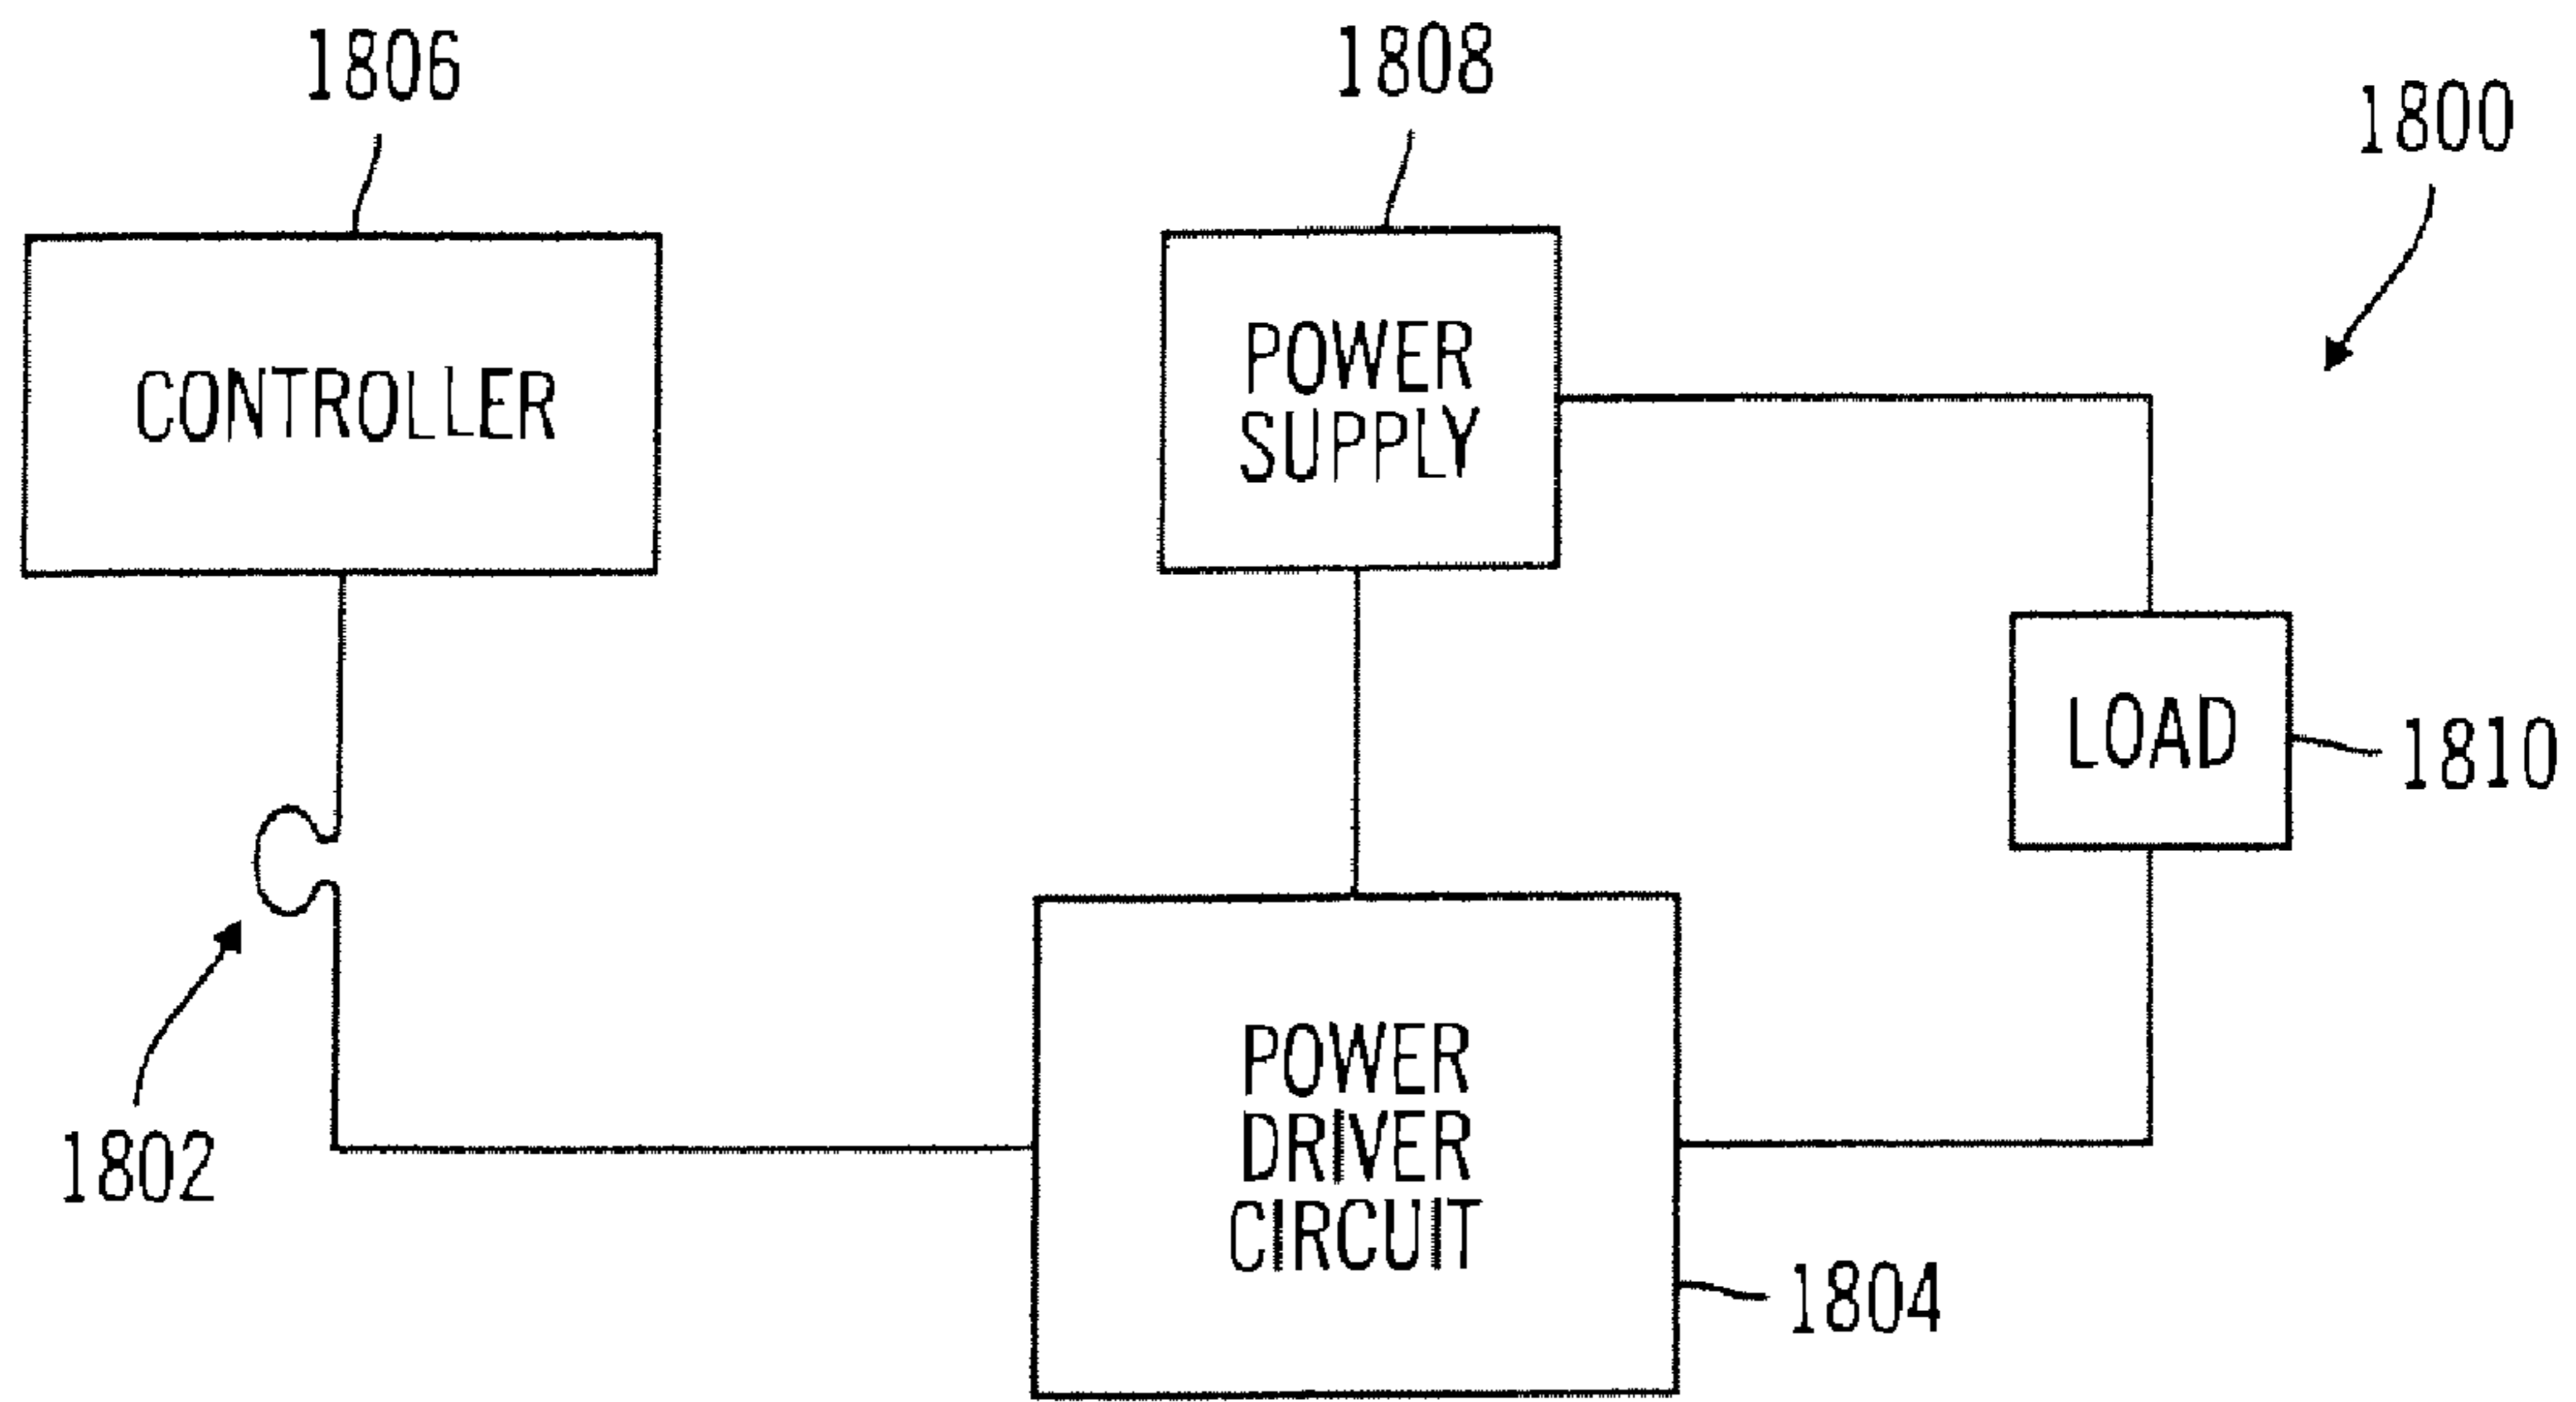 1806
1808
1800
CONTROLLER
POWER
SUPPLY
LOAD
1810
1802
POWER
DRIVER
CIRCUIT
1804